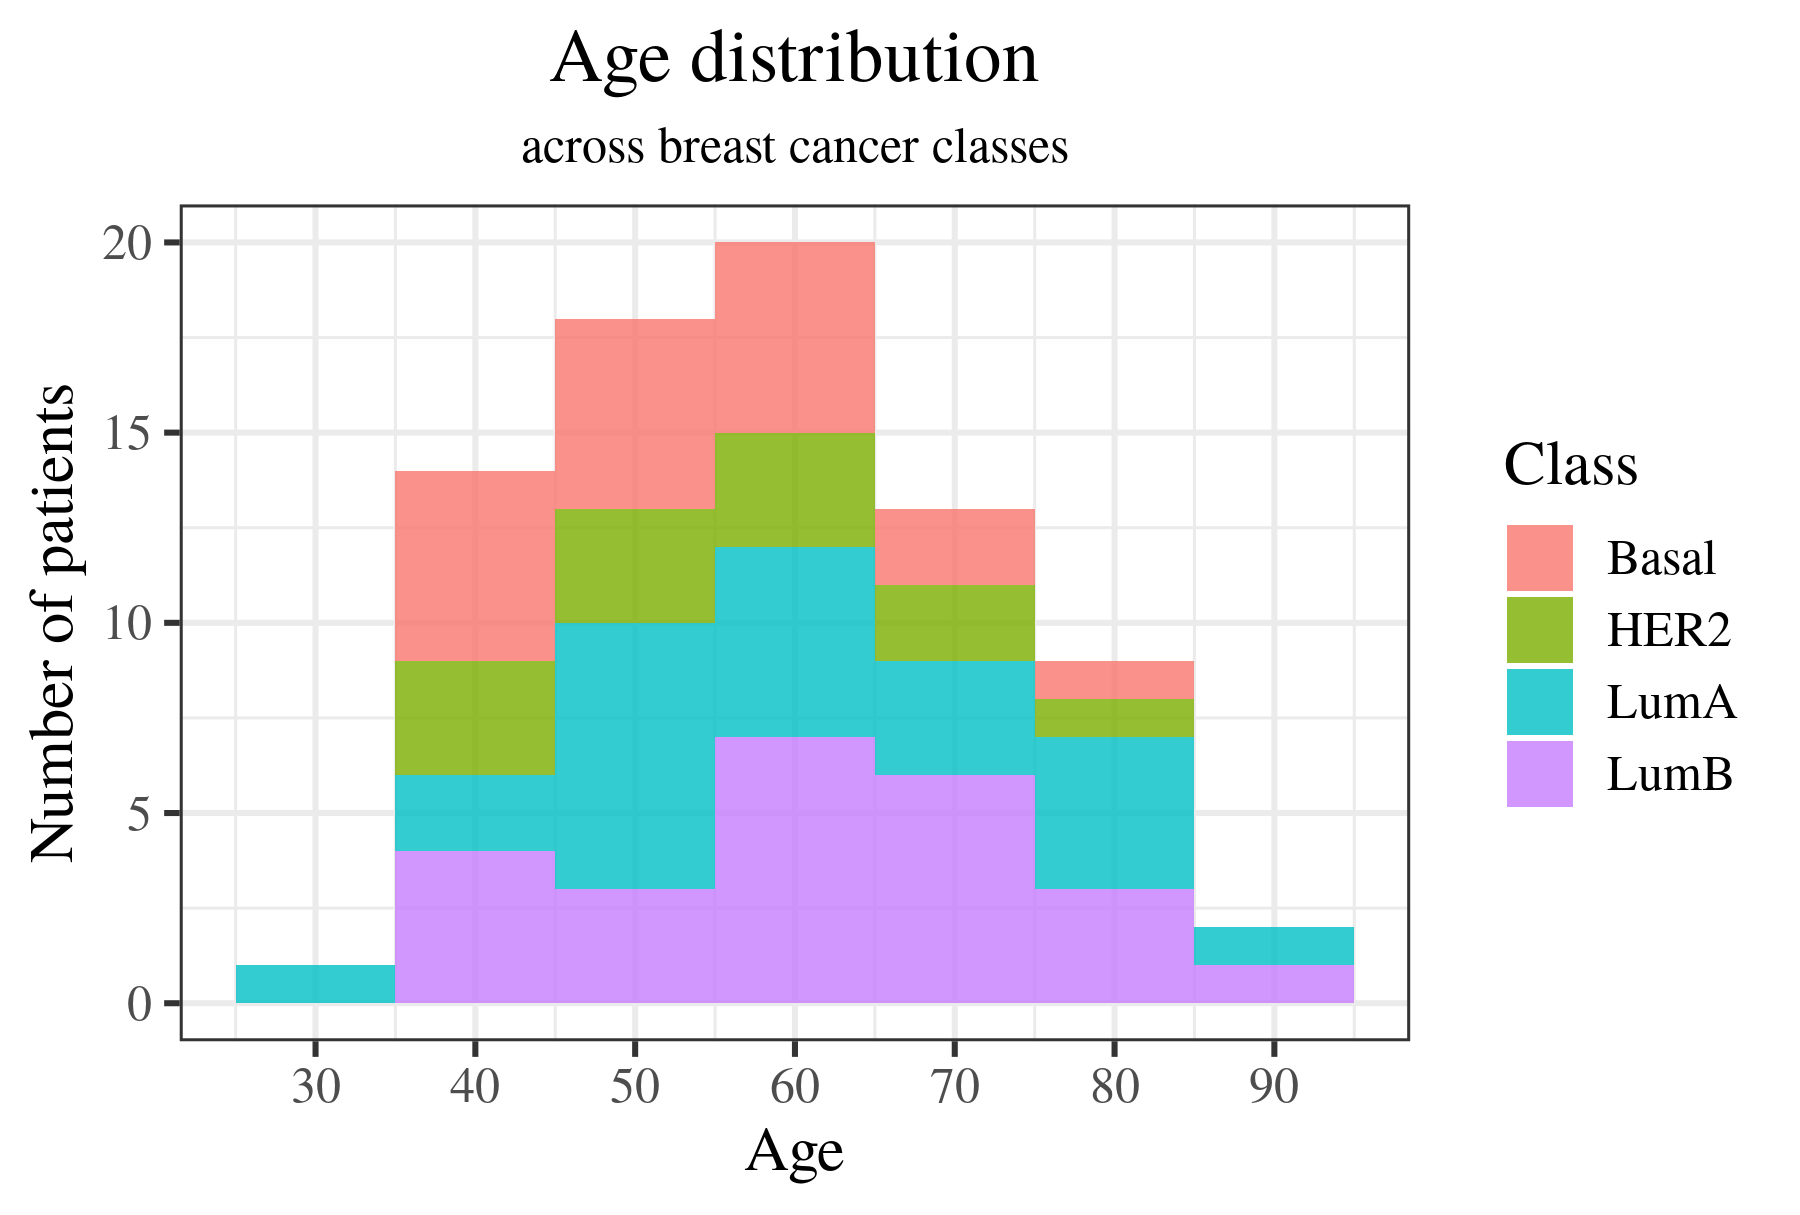 Age distribution
across breast cancer classes
Number of patients
20
15
10
5
0
30 40 50 60 70 80 90
Age
Class
Basal
HER2
LumA
LumB